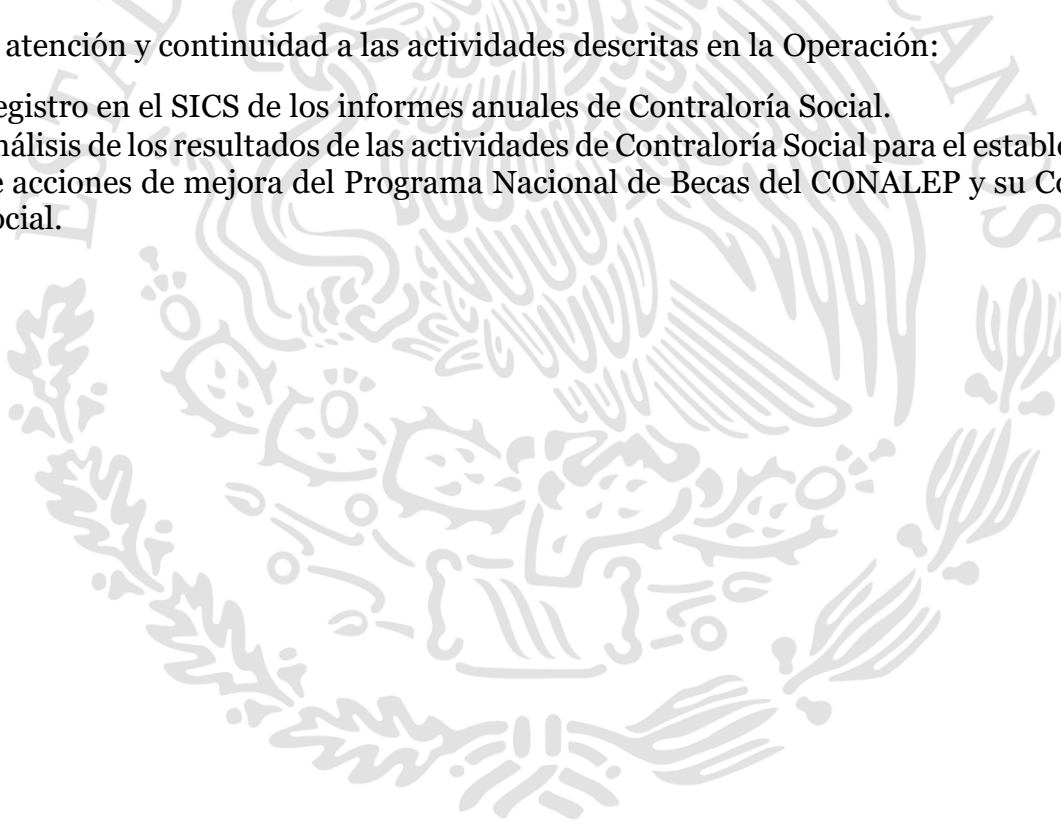 atención y continuidad a las actividades descritas en la Operación:
egistro en el SICS de los informes anuales de Contraloría Social.
nálisis de los resultados de las actividades de Contraloría Social para el estable
e acciones de mejora del Programa Nacional de Becas del CONALEP y su Co
ocial.